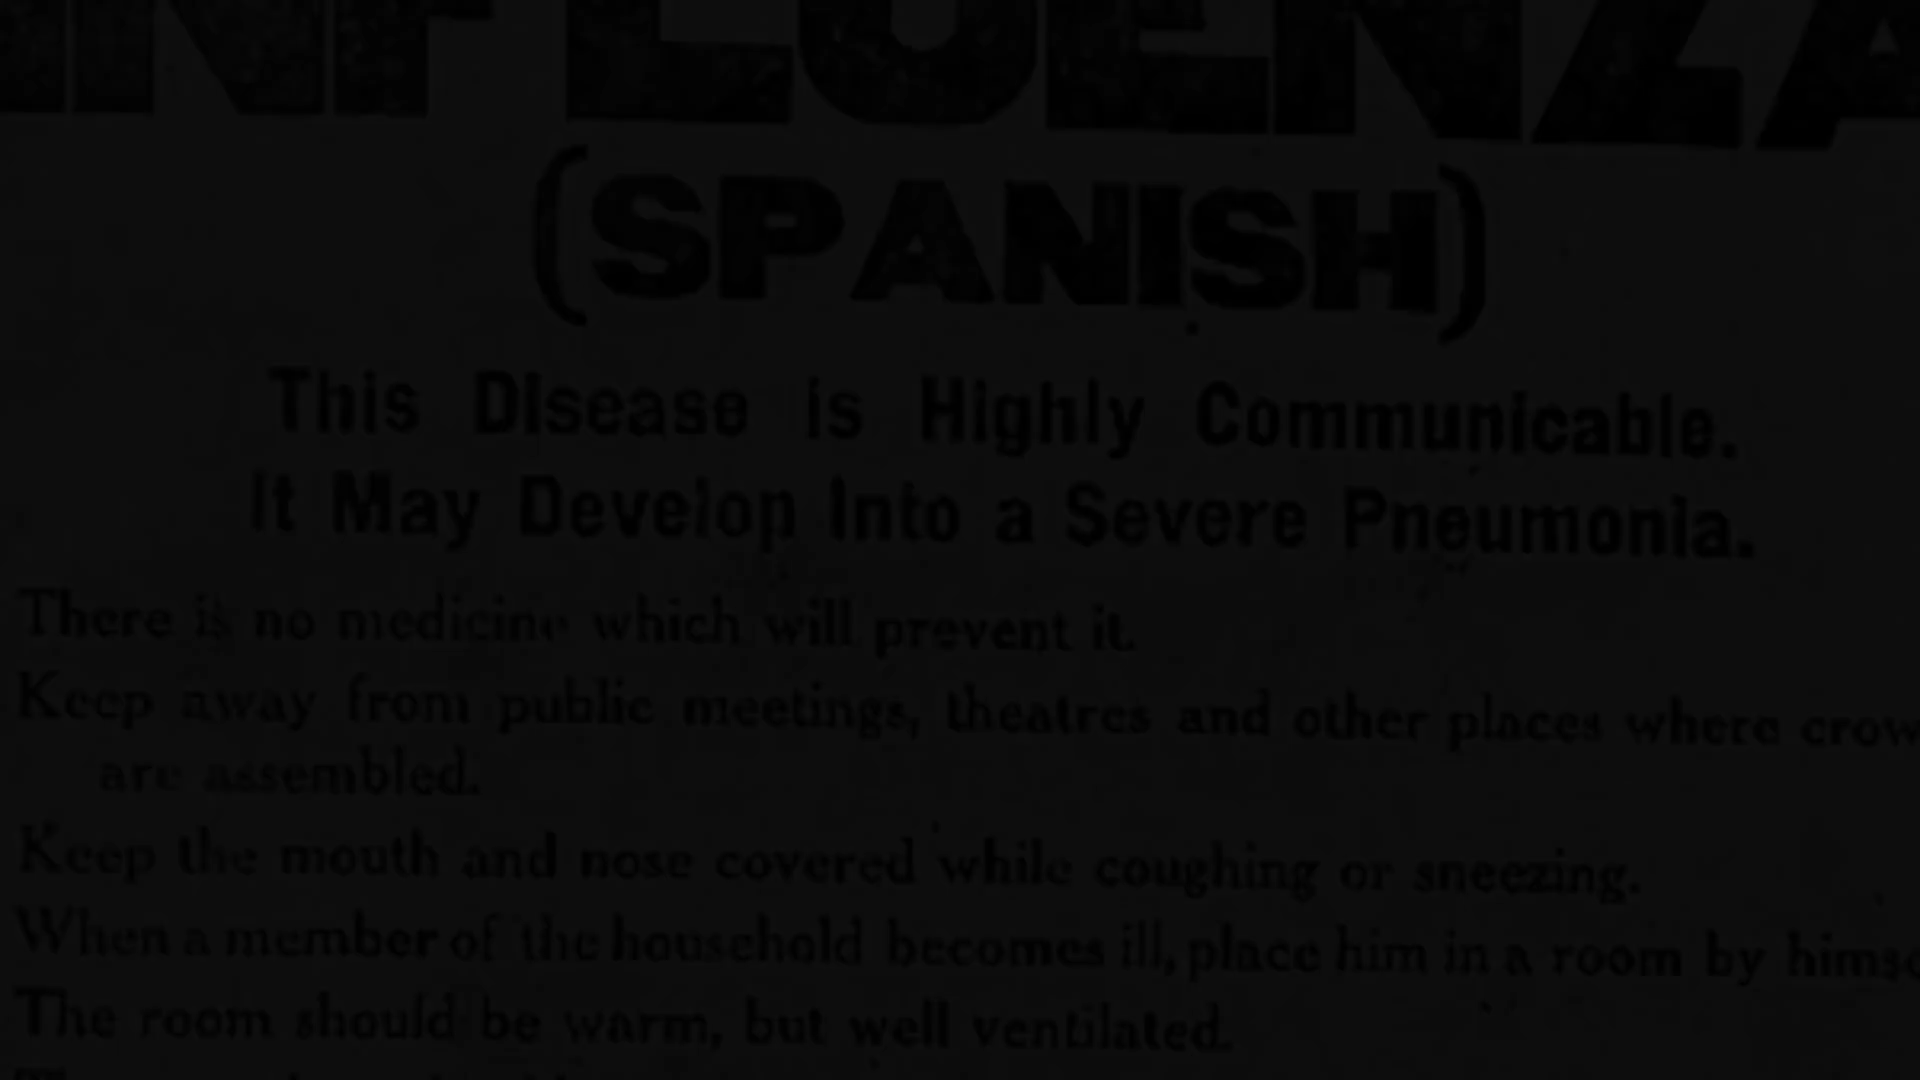 INFLUENZA
(SPANISH)
This Disease is Highly Communicable.
It May Develop Into a Severe Pneumonia.
There is no medicine which will prevent it.
Keep away from public meetings, theatres and other places where crow
are assembled.
Keep the mouth and nose covered while coughing or sneezing.
When a member of the household becomes ill, place him in a room by himse
The room should be warm, but well ventilated.